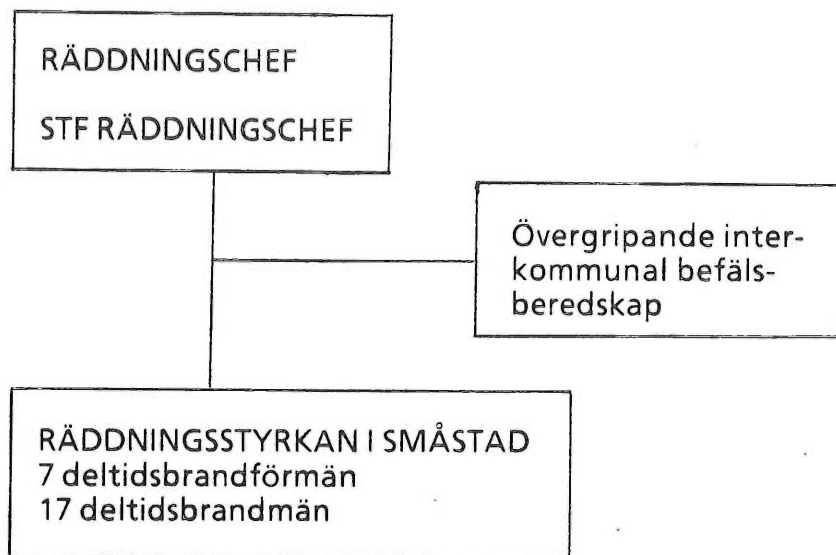 RÄDDNINGSCHEF
STF RÄDDNINGSCHEF
Övergripande inter-
kommunal befäls-
beredskap
RÄDDNINGSSTYRKAN I SMÅSTAD
7 deltidsbrandförmän
17 deltidsbrandmän